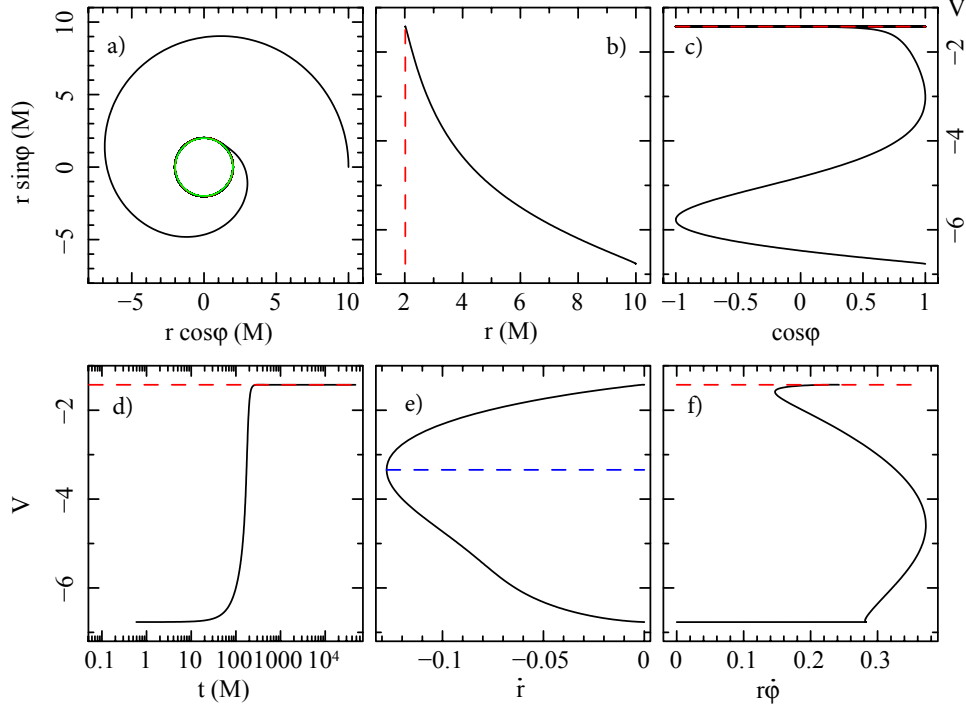 a)
r sinφ (M)
10
5
0
−5
−5 0 5 10
r cosφ (M)
b)
2 4 6 8 10
r (M)
c)
V
−2
−4
−6
−1 −0.5 0 0.5 1
cosφ
d)
V
−2
−4
−6
0.1 1 10 100 1000 10⁴
t (M)
e)
−0.1 −0.05 0
ṙ
f)
0 0.1 0.2 0.3
rφ̇